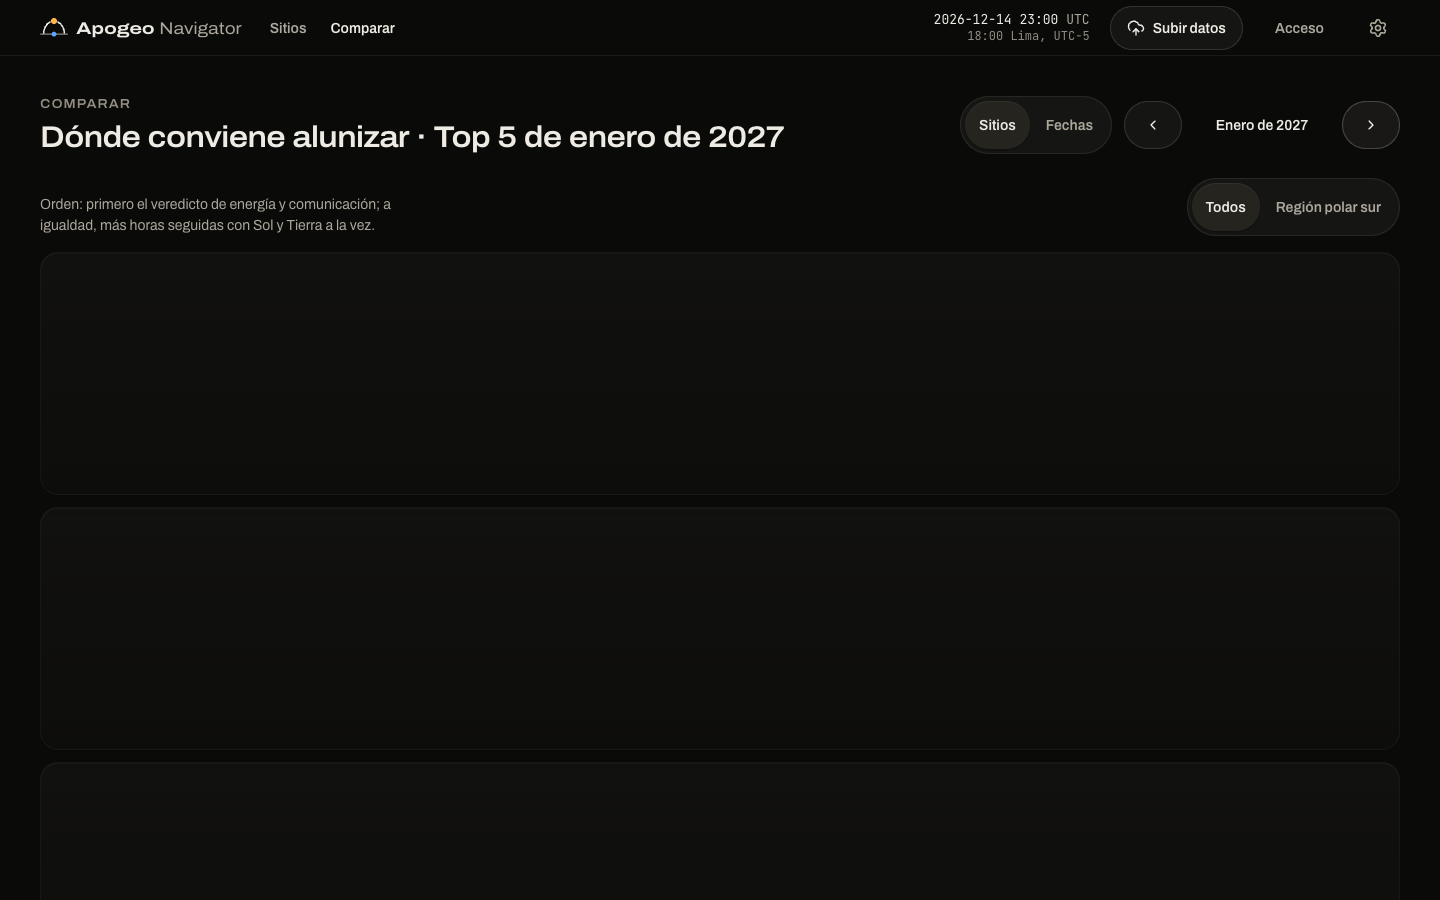 Apogeo Navigator
Sitios
Comparar
2026-12-14 23:00 UTC
18:00 Lima, UTC-5
Subir datos
Acceso
COMPARAR
Dónde conviene alunizar · Top 5 de enero de 2027
Sitios
Fechas
Enero de 2027
Orden: primero el veredicto de energía y comunicación; a
igualdad, más horas seguidas con Sol y Tierra a la vez.
Todos
Región polar sur